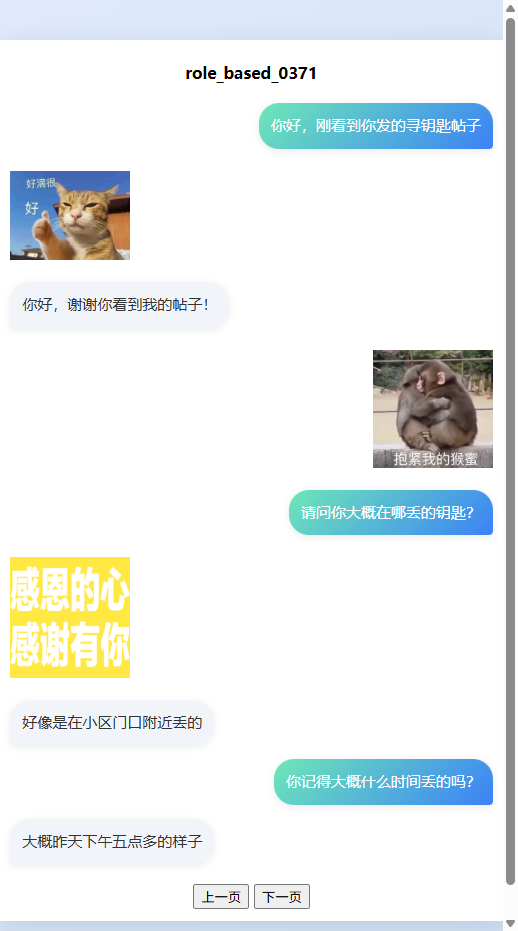 role_based_0371
你好，刚看到你发的寻钥匙帖子
好滴很
好
你好，谢谢你看到我的帖子！
抱紧我的猴蜜
请问你大概在哪丢的钥匙？
感恩的心
感谢有你
好像是在小区门口附近丢的
你记得大概什么时间丢的吗？
大概昨天下午五点多的样子
上一页
下一页